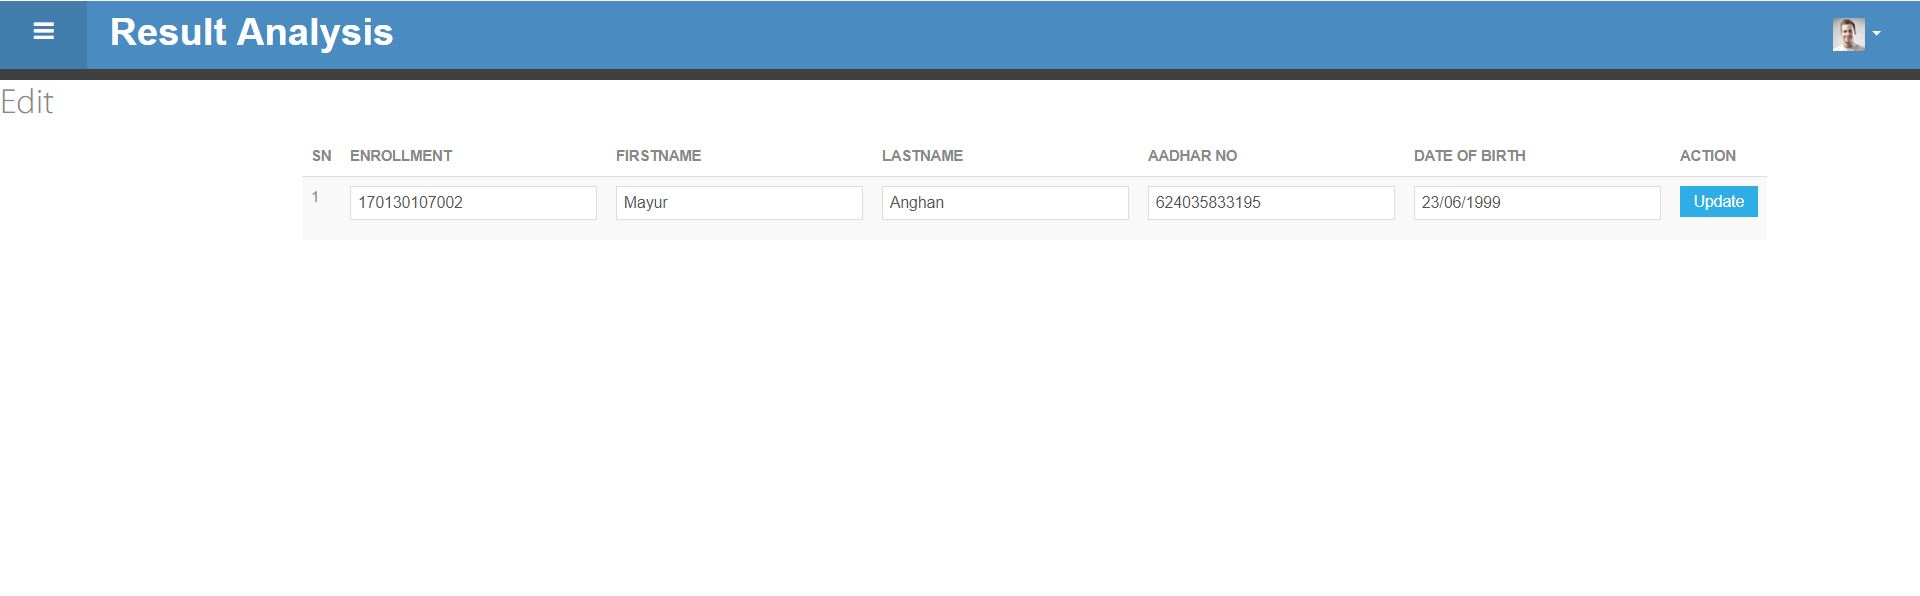 Result Analysis
Edit
SN ENROLLMENT FIRSTNAME LASTNAME AADHAR NO DATE OF BIRTH ACTION
1 170130107002 Mayur Anghan 624035833195 23/06/1999 Update